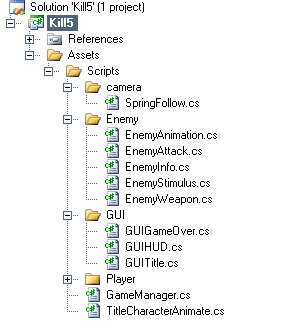 Solution 'Kill5' (1 project)
Kill5
References
Assets
Scripts
camera
SpringFollow.cs
Enemy
EnemyAnimation.cs
EnemyAttack.cs
EnemyInfo.cs
EnemyStimulus.cs
EnemyWeapon.cs
GUI
GUIGameOver.cs
GUIHUD.cs
GUITitle.cs
Player
GameManager.cs
TitleCharacterAnimate.cs